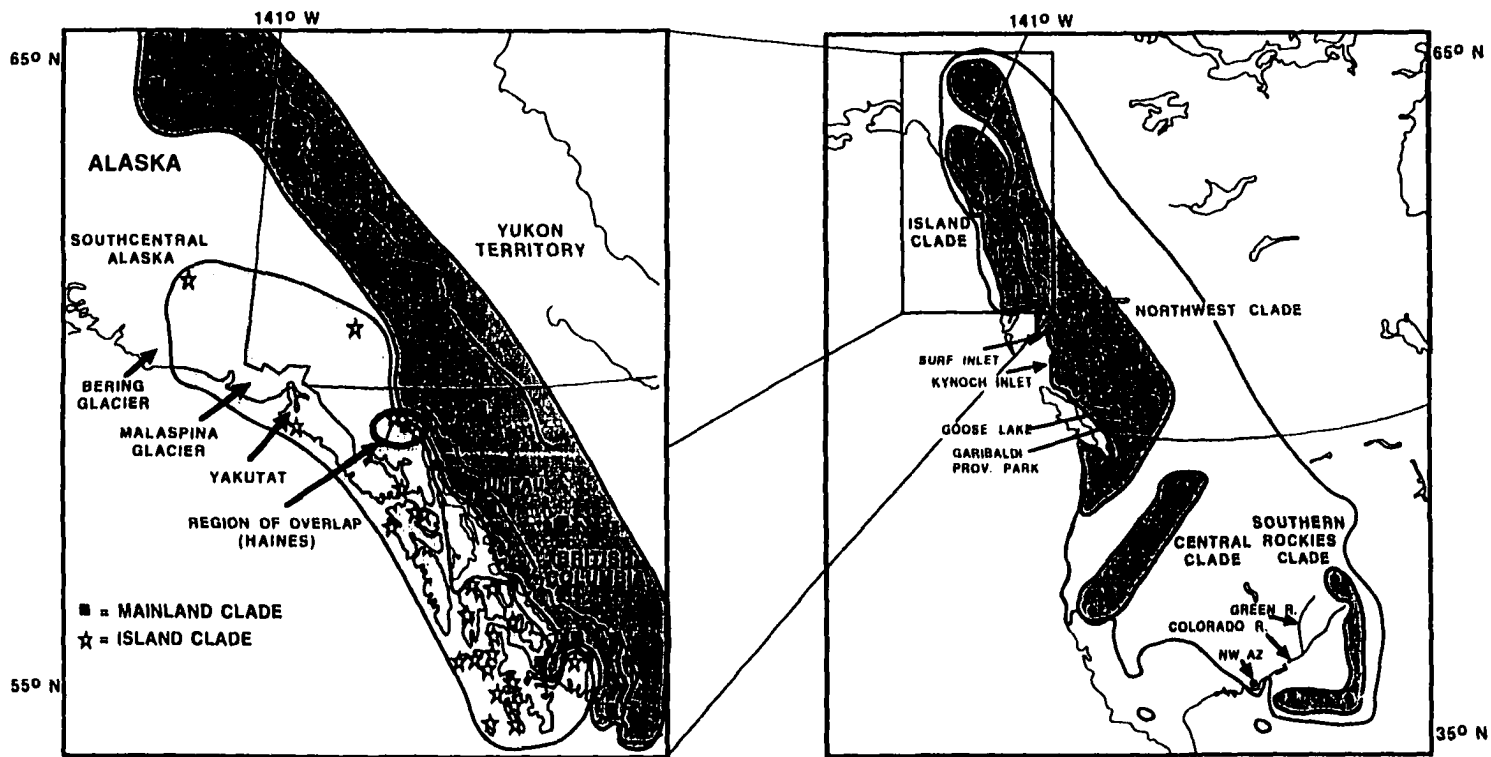 141° W
65° N
ALASKA
SOUTHCENTRAL
ALASKA
YUKON
TERRITORY
BERING
GLACIER
MALASPINA
GLACIER
YAKUTAT
REGION OF OVERLAP
(HAINES)
BRITISH
COLUMBIA
■ = MAINLAND CLADE
☆ = ISLAND CLADE
55° N
141° W
65° N
ISLAND
CLADE
NORTHWEST CLADE
SURF INLET
KYNOCH INLET
GOOSE LAKE
GARIBALDI
PROV. PARK
CENTRAL
CLADE
SOUTHERN
ROCKIES
CLADE
GREEN R.
COLORADO R.
NW AZ
35° N